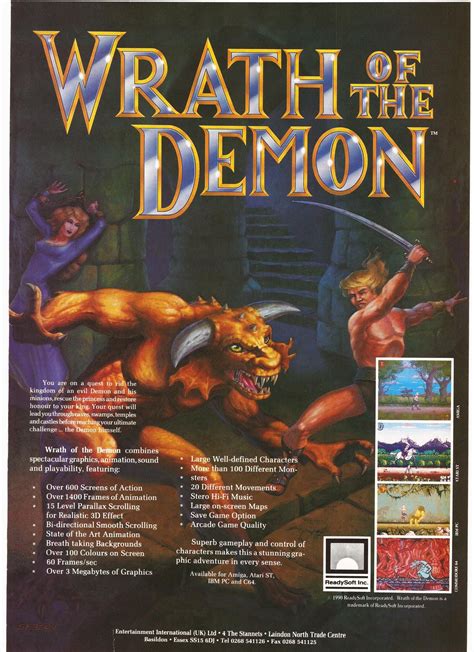 WRATH OF
THE
DEMON™
You are on a quest to rid the
kingdom of an evil Demon and his
minions, rescue the princess and restore
honour to your king. Your quest will
lead you through caves, swamps, temples
and castles before reaching your ultimate
challenge ... the Demon himself.
Wrath of the Demon combines
spectacular graphics, animation, sound
and playability, featuring:
• Over 600 Screens of Action
• Over 1400 Frames of Animation
• 15 Level Parallax Scrolling
for Realistic 3D Effect
• Bi-directional Smooth Scrolling
• State of the Art Animation
• Breath taking Backgrounds
• Over 100 Colours on Screen
• 60 Frames/sec
• Over 3 Megabytes of Graphics
• Large Well-defined Characters
• More than 100 Different Mon-
• sters
• 20 Different Movements
• Stero Hi-Fi Music
• Large on-screen Maps
• Save Game Option
• Arcade Game Quality
Superb gameplay and control of
characters makes this a stunning gra-
phic adventure in every sense.
Available for Amiga, Atari ST,
IBM PC and C64.
AMIGA
ATARI ST
IBM-PC
COMMODORE 64
ReadySoft Inc.
© 1990 ReadySoft Incorporated. Wrath of the Demon is a
trademark of ReadySoft Incorporated.
Entertainment International (UK) Ltd • 4 The Stannets • Laindon North Trade Centre
Basildon • Essex SS15 6DJ • Tel 0268 541126 • Fax 0268 541125